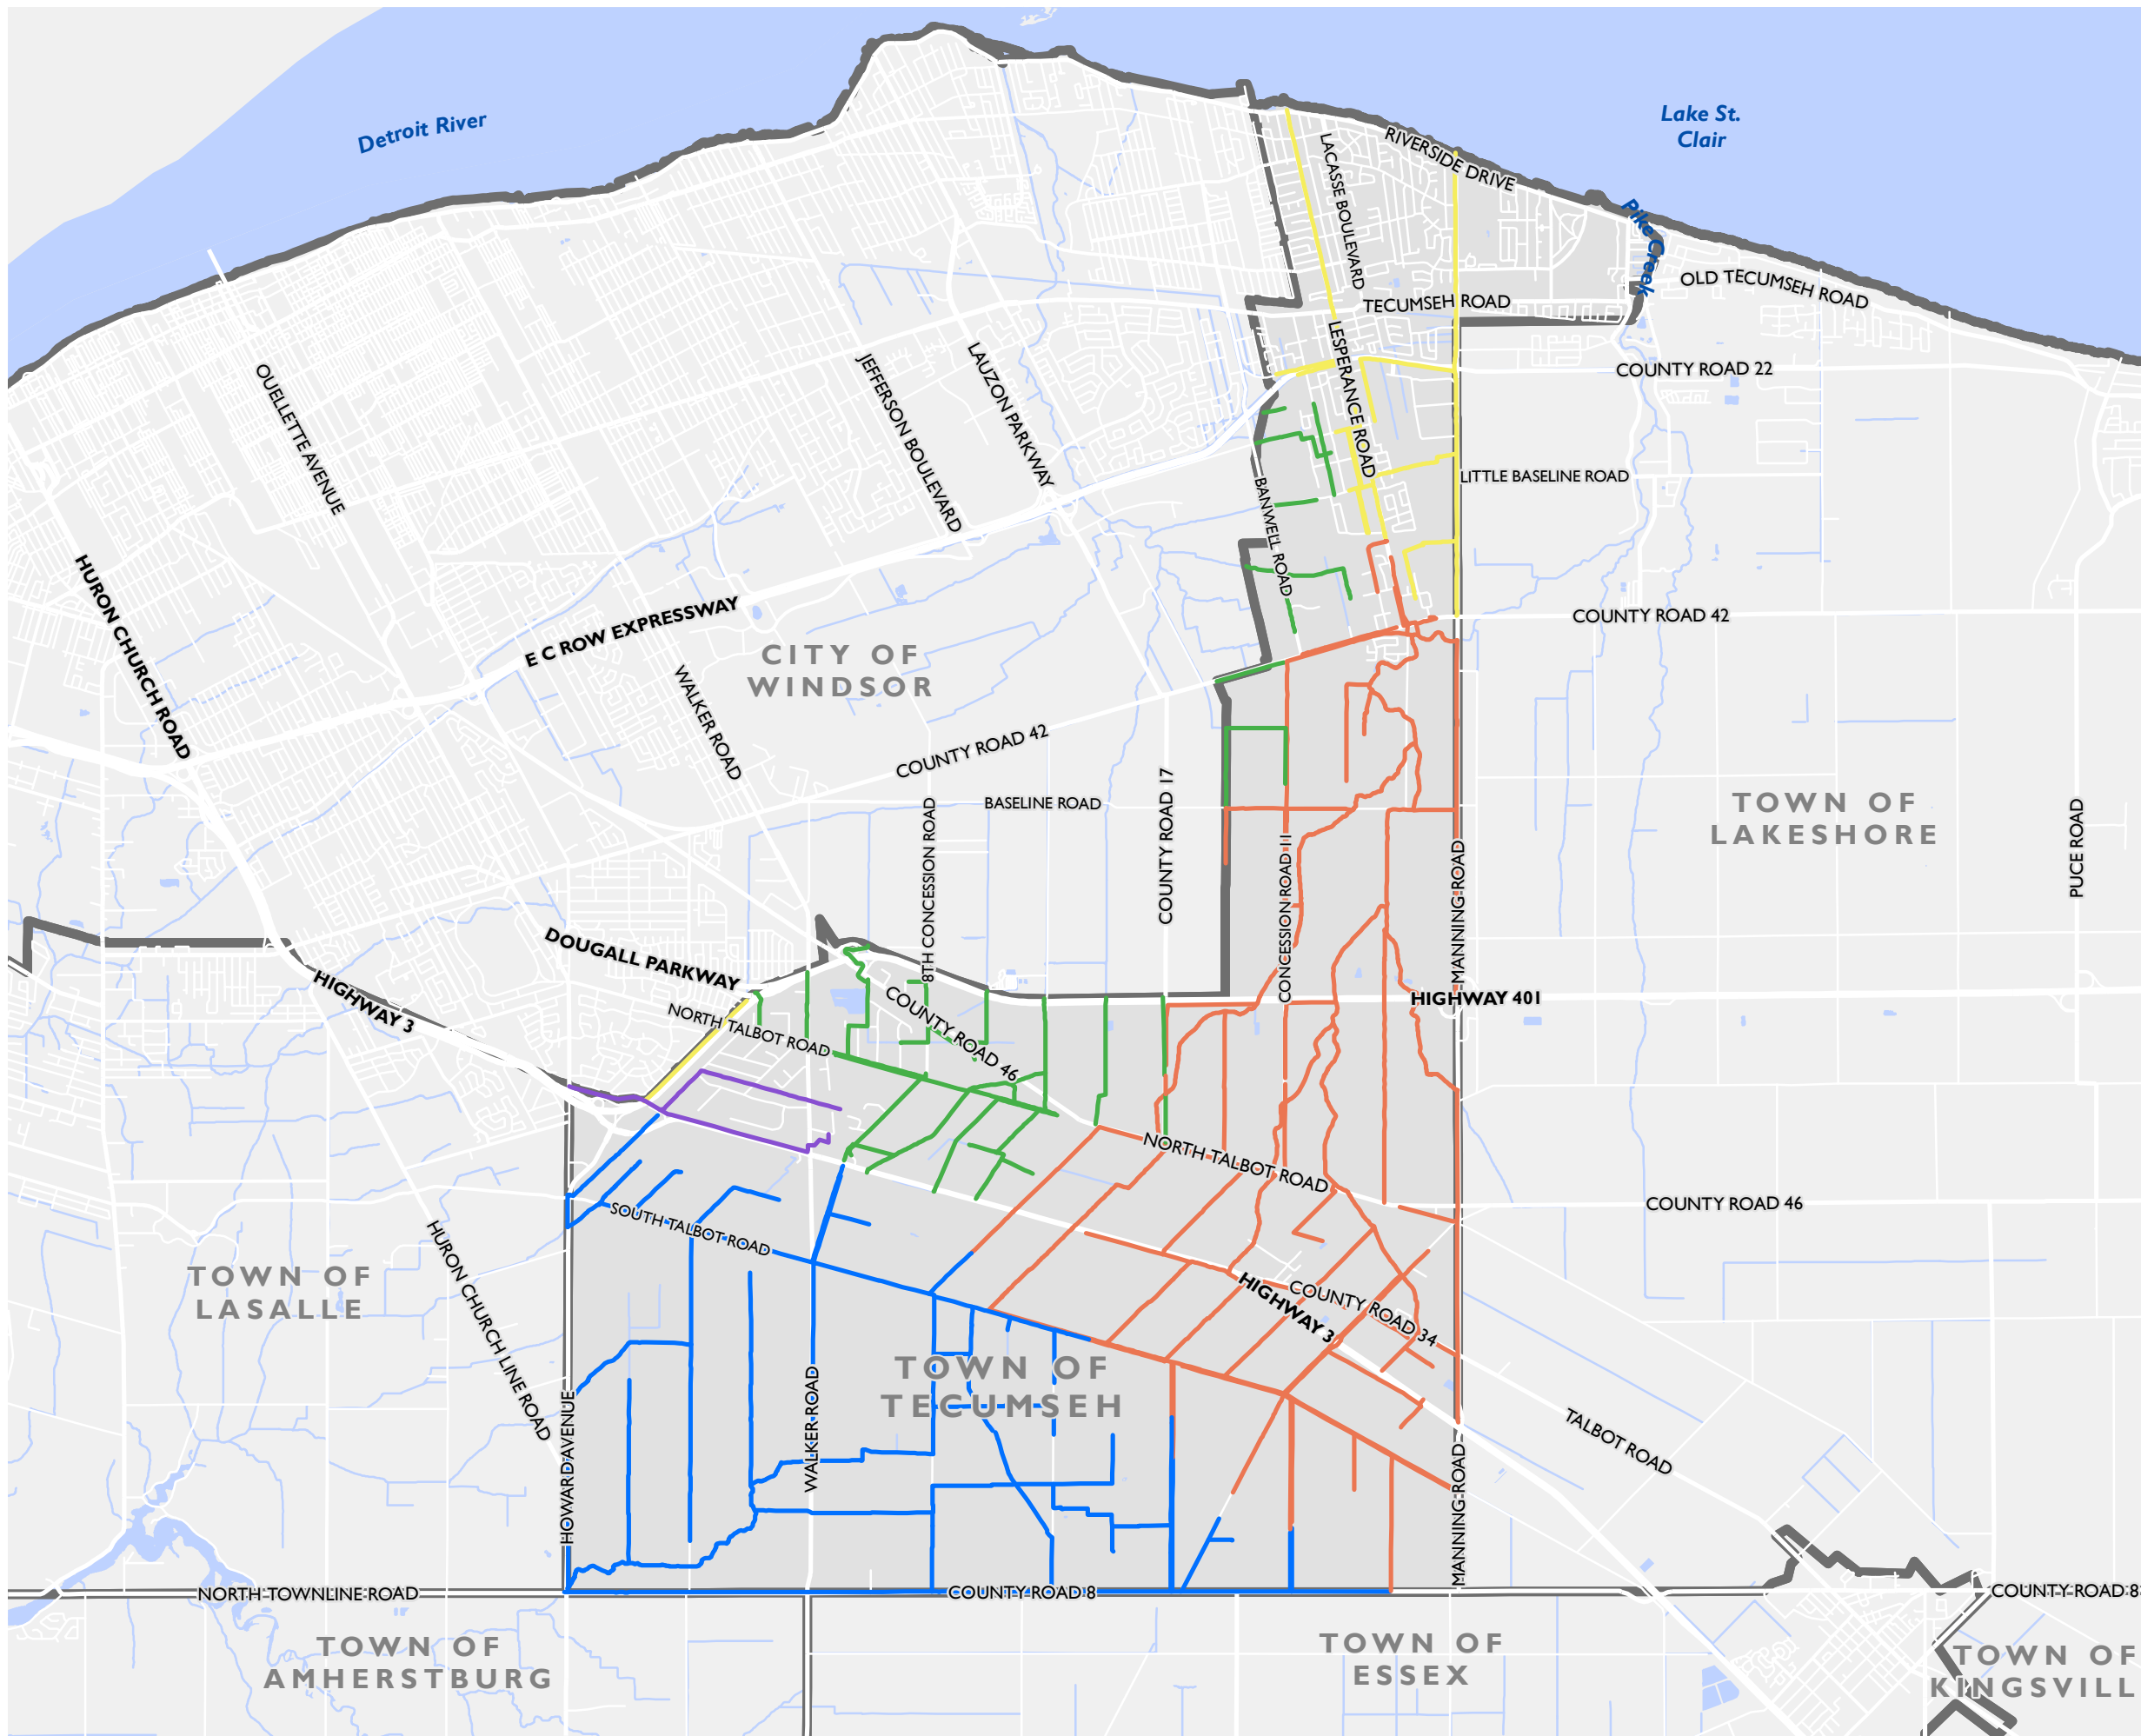 Detroit River
Lake St.
Clair
RIVERSIDE DRIVE
LACASSE BOULEVARD
Pike Creek
OLD TECUMSEH ROAD
TECUMSEH ROAD
LESPERANCE ROAD
COUNTY ROAD 22
OUELLETTE AVENUE
JEFFERSON BOULEVARD
LAUZON PARKWAY
LITTLE BASELINE ROAD
BANWELL ROAD
HURON CHURCH ROAD
E C ROW EXPRESSWAY
COUNTY ROAD 42
CITY OF
WINDSOR
WALKER ROAD
COUNTY ROAD 42
BASELINE ROAD
8TH CONCESSION ROAD
COUNTY ROAD 17
CONCESSION ROAD 11
MANNING ROAD
TOWN OF
LAKESHORE
PUCE ROAD
DOUGALL PARKWAY
HIGHWAY 3
NORTH TALBOT ROAD
COUNTY ROAD 46
HIGHWAY 401
NORTH TALBOT ROAD
COUNTY ROAD 46
SOUTH TALBOT ROAD
TOWN OF
LASALLE
HURON CHURCH LINE ROAD
HIGHWAY 3
COUNTY ROAD 34
TOWN OF
TECUMSEH
HOWARD AVENUE
WALKER ROAD
MANNING ROAD
TALBOT ROAD
NORTH TOWNLINE ROAD
COUNTY ROAD 8
COUNTY ROAD 8
TOWN OF
AMHERSTBURG
TOWN OF
ESSEX
TOWN OF
KINGSVILL